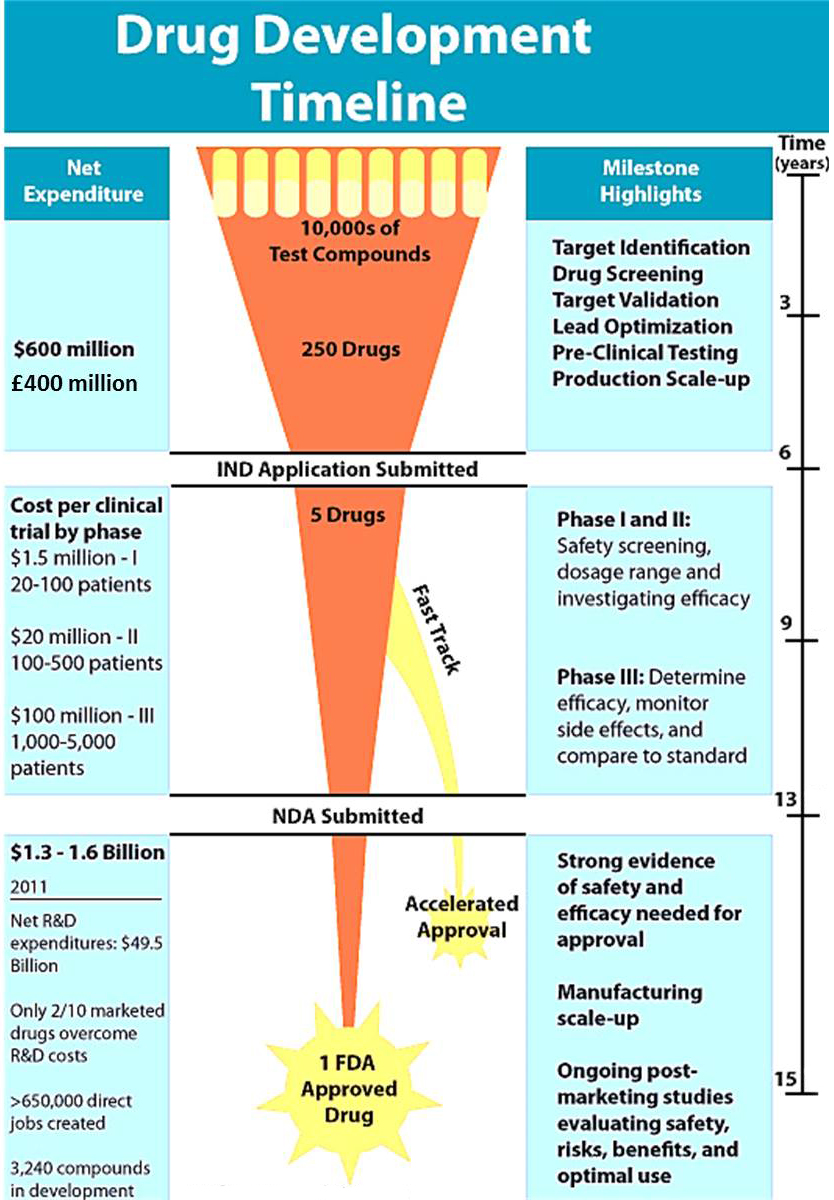 Drug Development
Timeline
Net
Expenditure
$600 million
£400 million
10,000s of
Test Compounds
250 Drugs
Milestone
Highlights
Target Identification
Drug Screening
Target Validation
Lead Optimization
Pre-Clinical Testing
Production Scale-up
Time
(years)
3
6
IND Application Submitted
Cost per clinical
trial by phase
$1.5 million - I
20-100 patients
$20 million - II
100-500 patients
$100 million - III
1,000-5,000
patients
5 Drugs
Fast Track
Phase I and II:
Safety screening,
dosage range and
investigating efficacy
Phase III: Determine
efficacy, monitor
side effects, and
compare to standard
9
13
NDA Submitted
$1.3 - 1.6 Billion
2011
Net R&D
expenditures: $49.5
Billion
Only 2/10 marketed
drugs overcome
R&D costs
>650,000 direct
jobs created
3,240 compounds
in development
Accelerated
Approval
1 FDA
Approved
Drug
Strong evidence
of safety and
efficacy needed for
approval
Manufacturing
scale-up
Ongoing post-
marketing studies
evaluating safety,
risks, benefits, and
optimal use
15